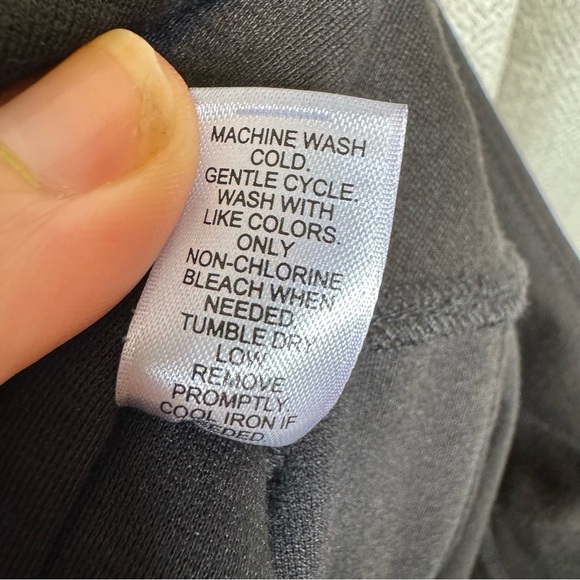 MACHINE WASH
COLD.
GENTLE CYCLE.
WASH WITH
LIKE COLORS.
ONLY
NON-CHLORINE
BLEACH WHEN
NEEDED.
TUMBLE DRY
LOW.
REMOVE
PROMPTLY.
COOL IRON IF